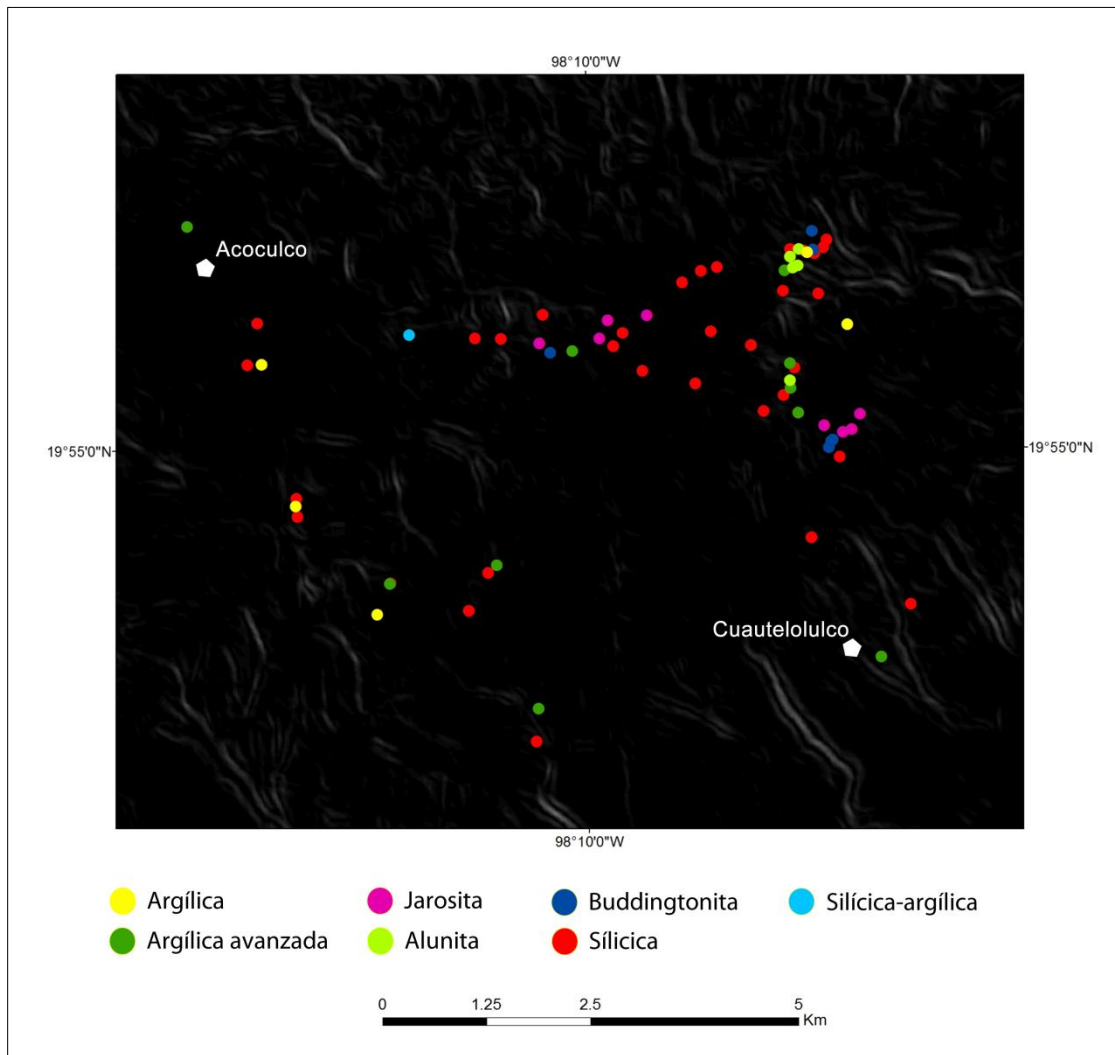 98°10'0"W
Acoculco
19°55'0"N
19°55'0"N
Cuautelolulco
98°10'0"W
Argílica
Jarosita
Buddingtonita
Silícica-argílica
Argílica avanzada
Alunita
Sílicica
0 1.25 2.5 5
Km